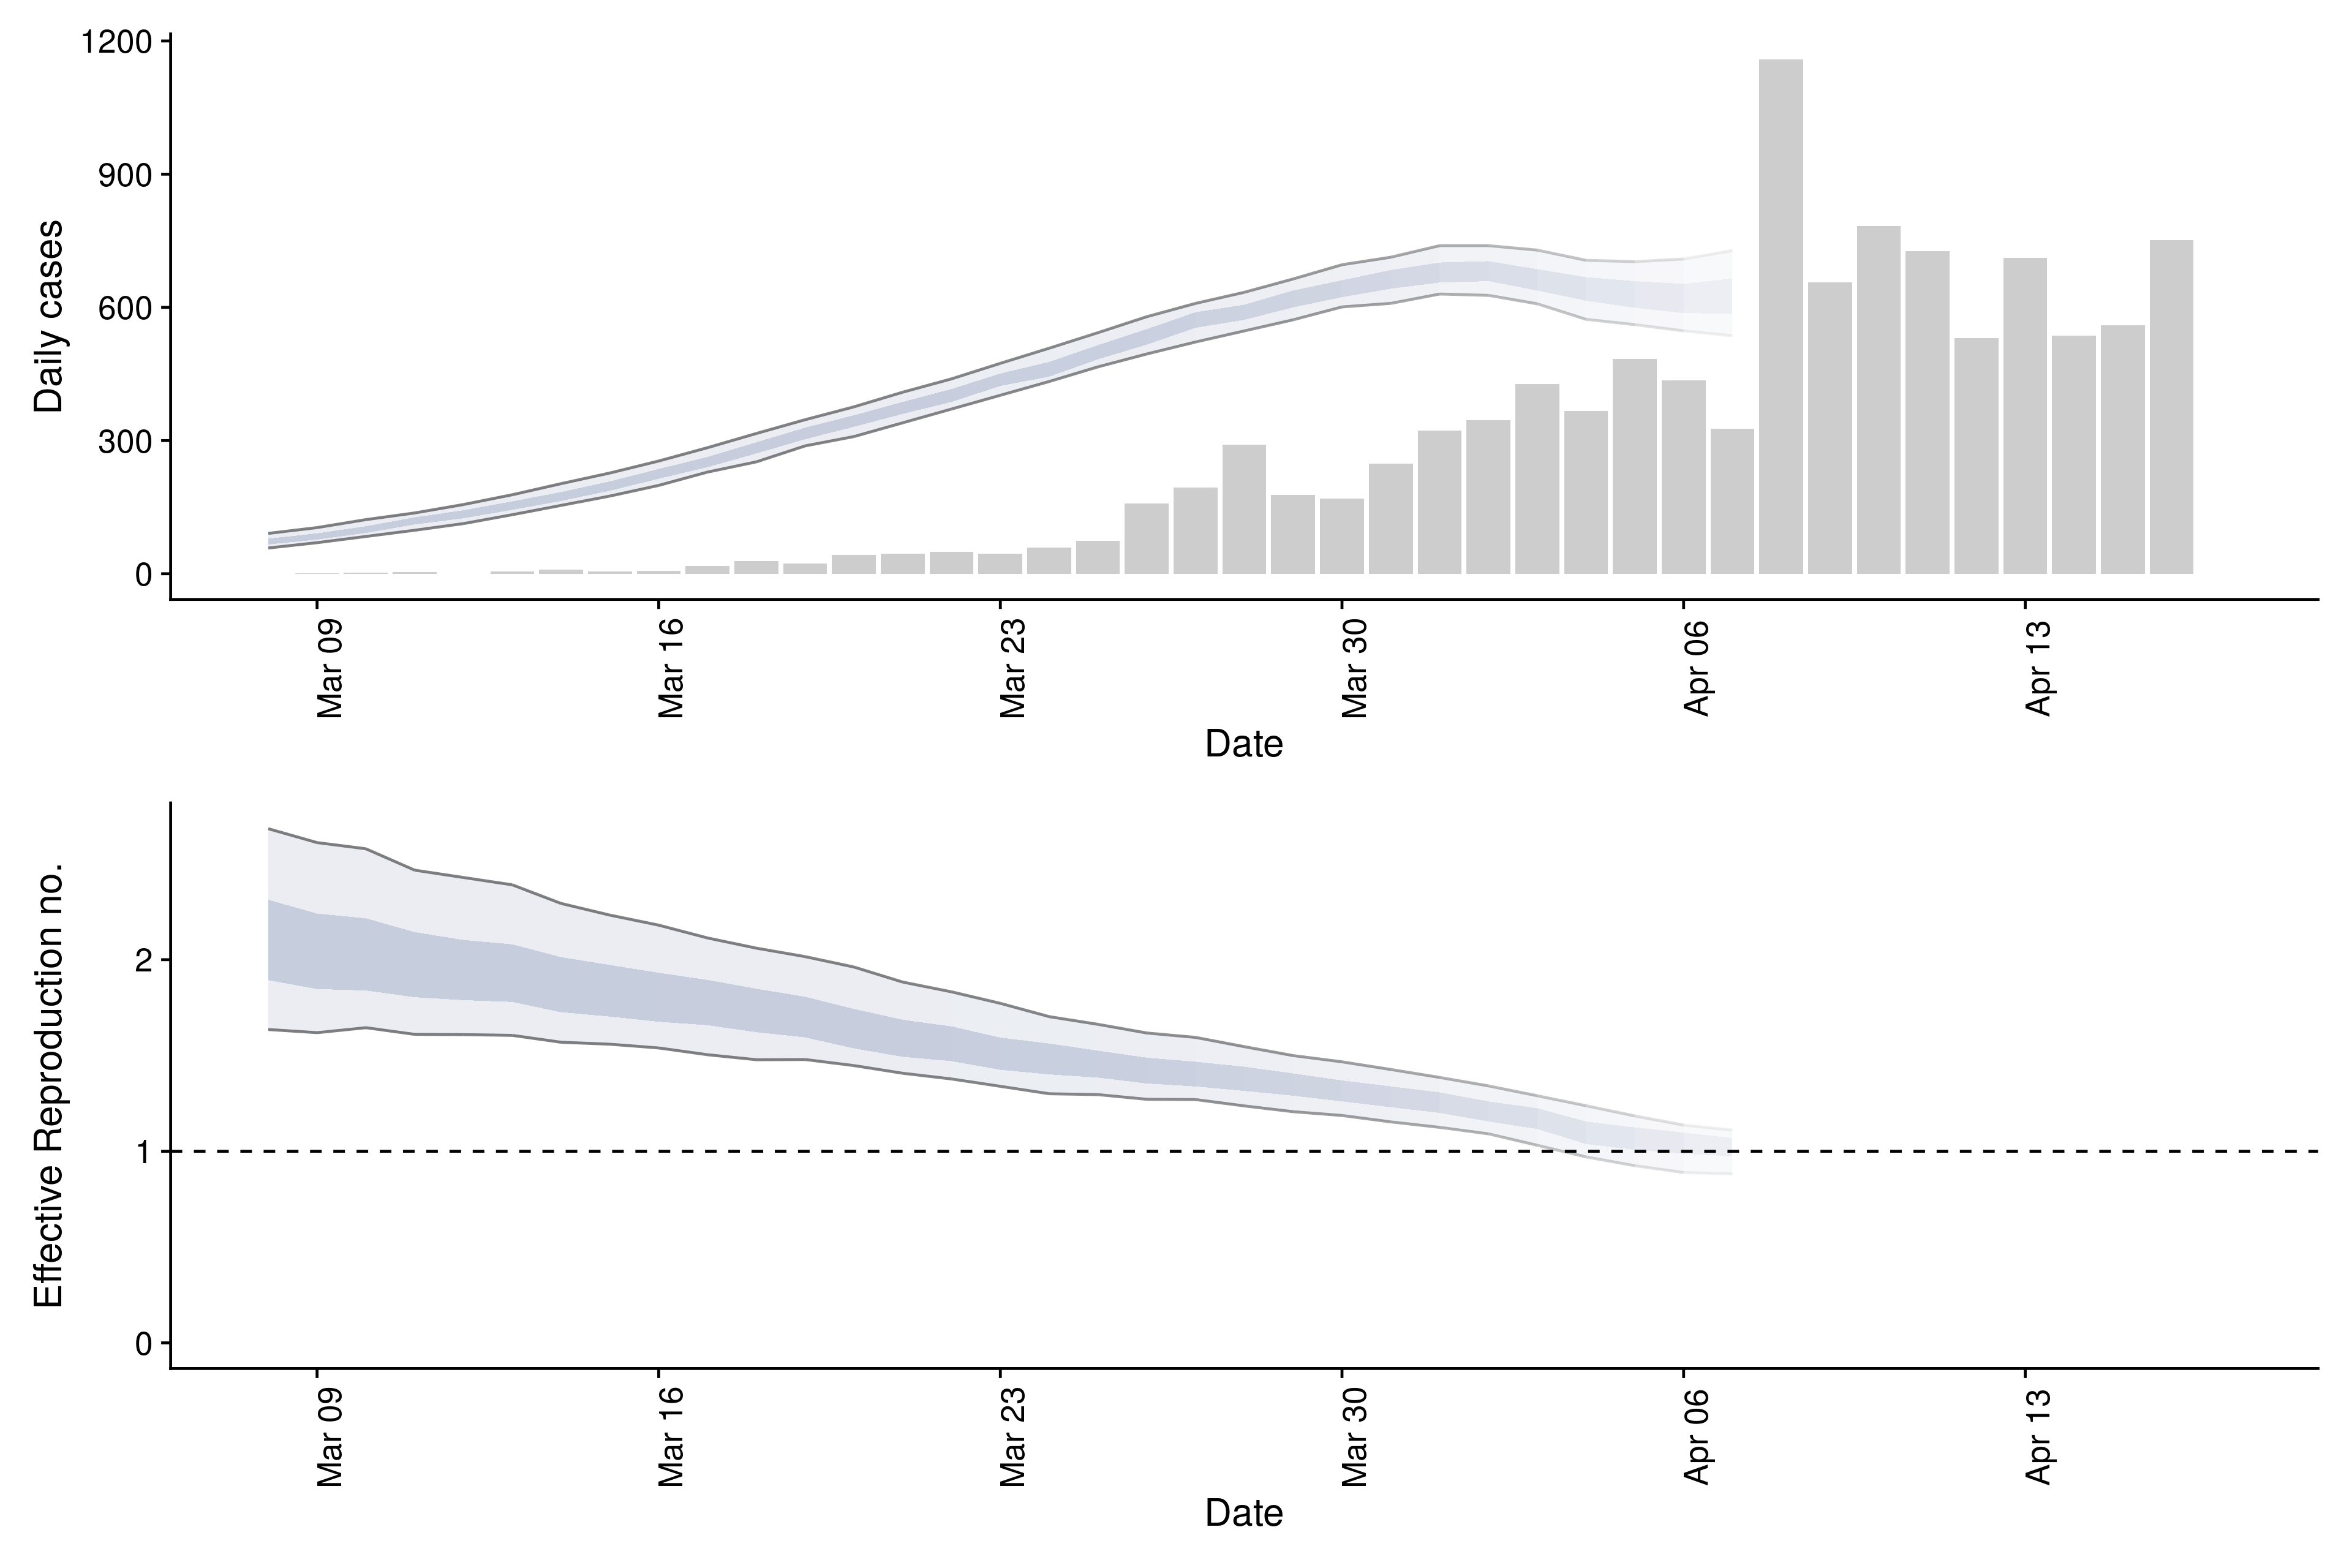 Daily cases
1200
900
600
300
0
Mar 09
Mar 16
Mar 23
Mar 30
Apr 06
Apr 13
Date
Effective Reproduction no.
2
1
0
Mar 09
Mar 16
Mar 23
Mar 30
Apr 06
Apr 13
Date